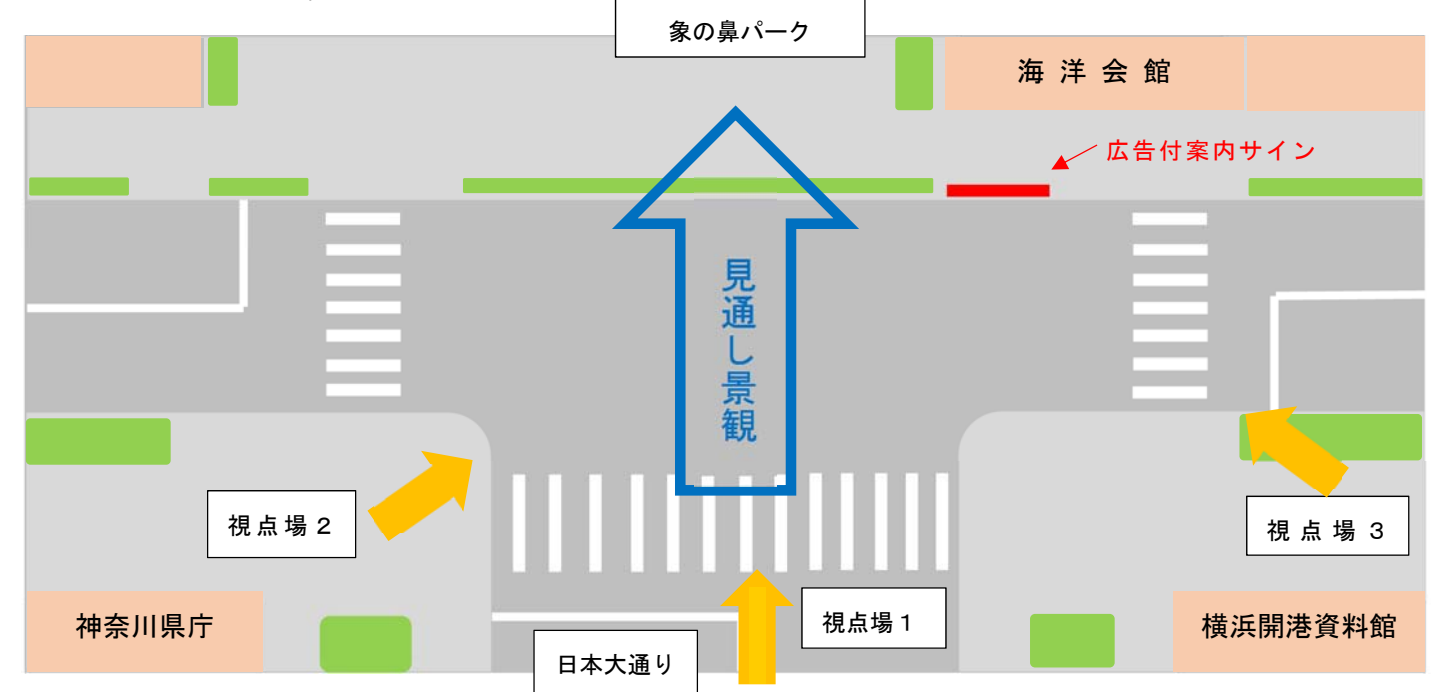 象の鼻パーク
海洋会館
広告付案内サイン
見通し景観
視点場２
視点場３
神奈川県庁
視点場１
横浜開港資料館
日本大通り